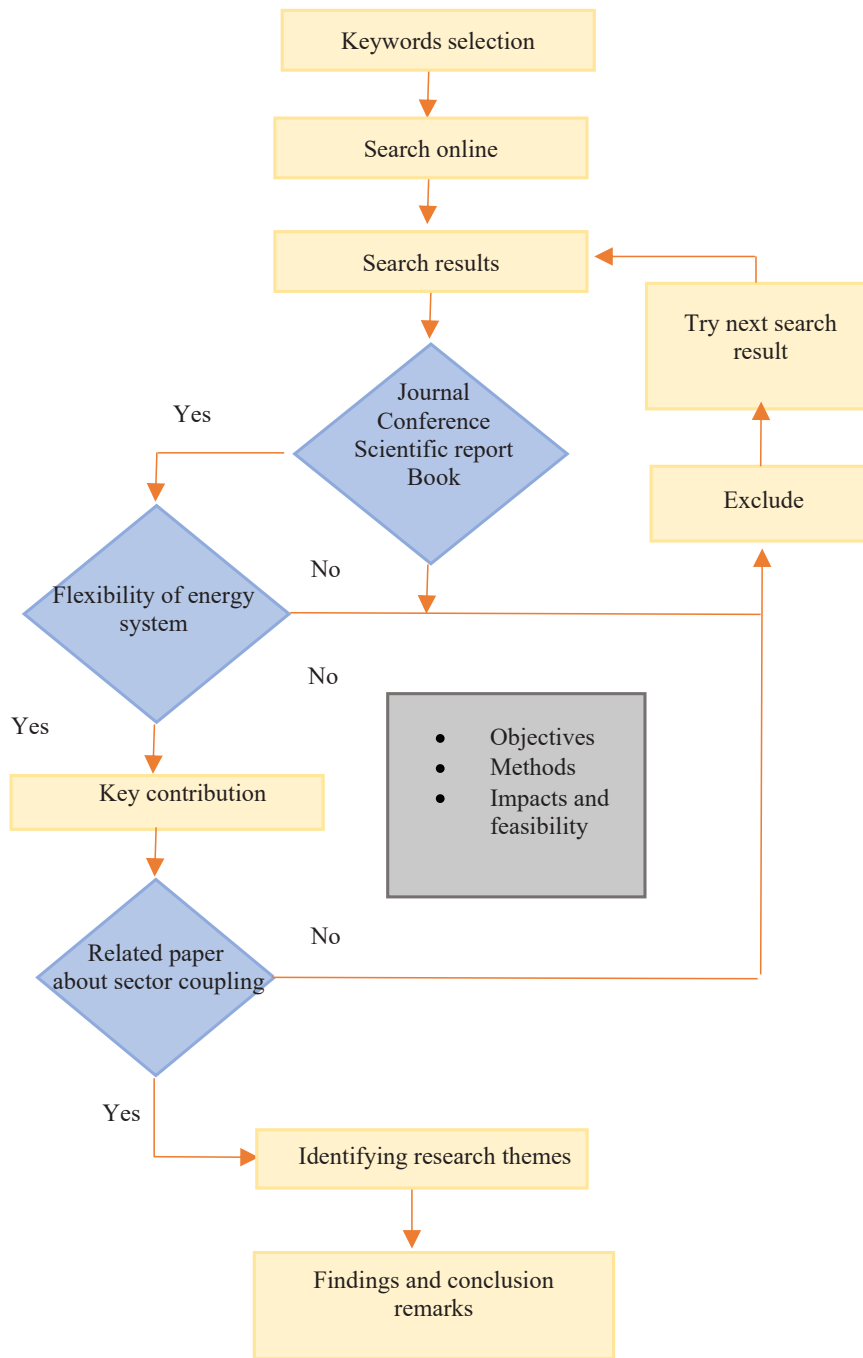 Keywords selection
Search online
Search results
Try next search
result
Journal
Conference
Scientific report
Book
Yes
Exclude
No
Flexibility of energy
system
No
Yes
• Objectives
• Methods
• Impacts and
feasibility
Key contribution
No
Related paper
about sector coupling
Yes
Identifying research themes
Findings and conclusion
remarks